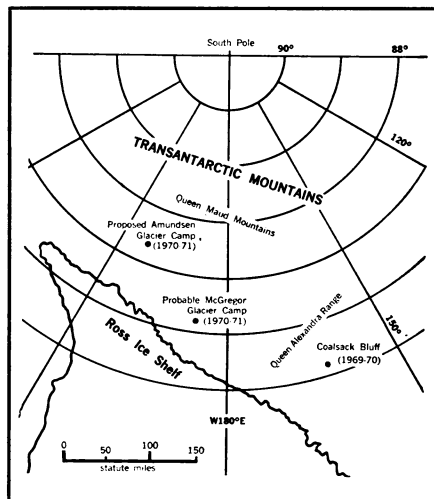 South Pole
90°
88°
120°
TRANSANTARCTIC MOUNTAINS
Queen Maud Mountains
Proposed Amundsen
Glacier Camp
(1970-71)
Probable McGregor
Glacier Camp
(1970-71)
Queen Alexandra Range
150°
Coalsack Bluff
(1969-70)
Ross Ice Shelf
W180°E
0 50 100 150
statute miles